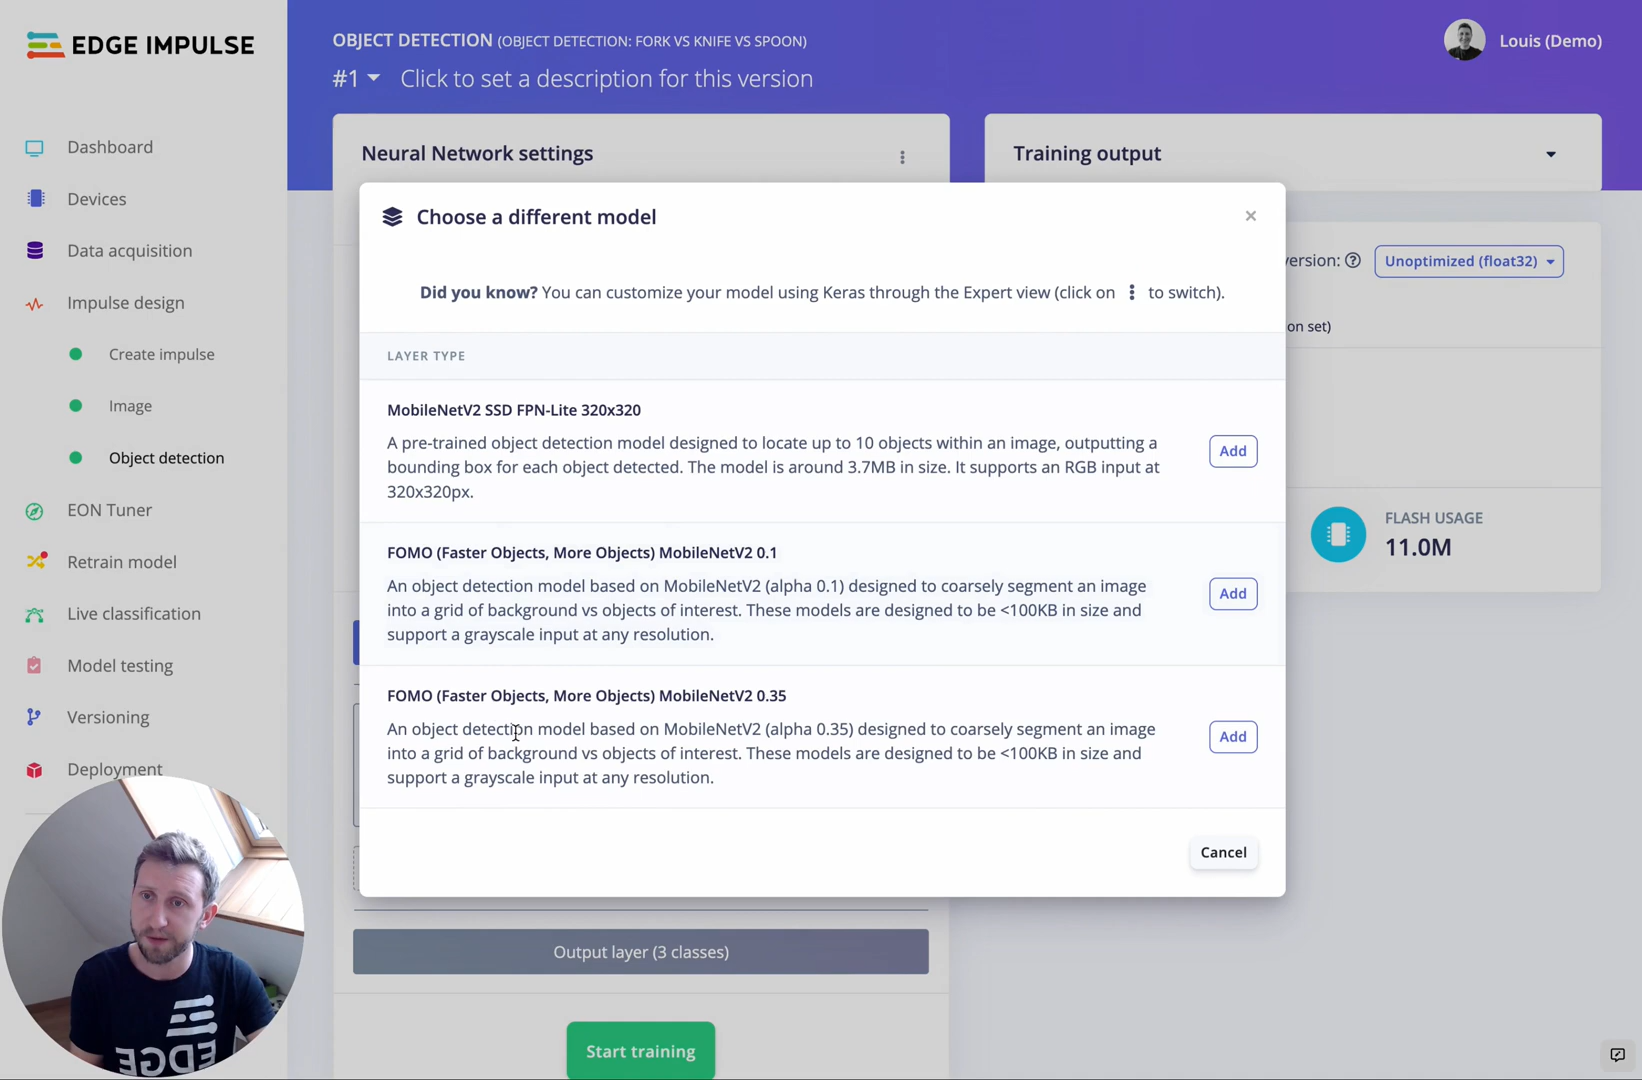 EDGE IMPULSE
Dashboard
Devices
Data acquisition
Impulse design
Create impulse
Image
Object detection
EON Tuner
Retrain model
Live classification
Model testing
Versioning
Deployment
OBJECT DETECTION (OBJECT DETECTION: FORK VS KNIFE VS SPOON)
#1 Click to set a description for this version
Louis (Demo)
Neural Network settings
Training output
Choose a different model
×
Did you know? You can customize your model using Keras through the Expert view (click on ⋮ to switch).
LAYER TYPE
MobileNetV2 SSD FPN-Lite 320x320
A pre-trained object detection model designed to locate up to 10 objects within an image, outputting a
bounding box for each object detected. The model is around 3.7MB in size. It supports an RGB input at
320x320px.
Add
FOMO (Faster Objects, More Objects) MobileNetV2 0.1
An object detection model based on MobileNetV2 (alpha 0.1) designed to coarsely segment an image
into a grid of background vs objects of interest. These models are designed to be <100KB in size and
support a grayscale input at any resolution.
Add
FOMO (Faster Objects, More Objects) MobileNetV2 0.35
An object detection model based on MobileNetV2 (alpha 0.35) designed to coarsely segment an image
into a grid of background vs objects of interest. These models are designed to be <100KB in size and
support a grayscale input at any resolution.
Add
Cancel
ersion: Unoptimized (float32)
on set)
FLASH USAGE
11.0M
Output layer (3 classes)
Start training
EDGE